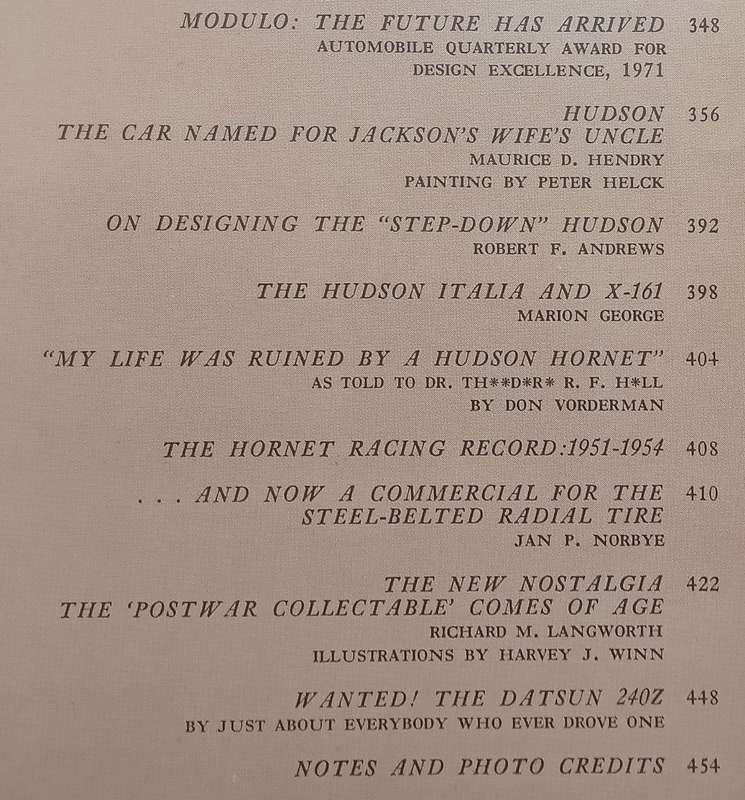 MODULO: THE FUTURE HAS ARRIVED 348
AUTOMOBILE QUARTERLY AWARD FOR
DESIGN EXCELLENCE, 1971
HUDSON 356
THE CAR NAMED FOR JACKSON'S WIFE'S UNCLE
MAURICE D. HENDRY
PAINTING BY PETER HELCK
ON DESIGNING THE “STEP-DOWN” HUDSON 392
ROBERT F. ANDREWS
THE HUDSON ITALIA AND X-161 398
MARION GEORGE
“MY LIFE WAS RUINED BY A HUDSON HORNET” 404
AS TOLD TO DR. TH**D*R* R. F. H*LL
BY DON VORDERMAN
THE HORNET RACING RECORD:1951-1954 408
. . . AND NOW A COMMERCIAL FOR THE 410
STEEL-BELTED RADIAL TIRE
JAN P. NORBYE
THE NEW NOSTALGIA 422
THE ‘POSTWAR COLLECTABLE’ COMES OF AGE
RICHARD M. LANGWORTH
ILLUSTRATIONS BY HARVEY J. WINN
WANTED! THE DATSUN 240Z 448
BY JUST ABOUT EVERYBODY WHO EVER DROVE ONE
NOTES AND PHOTO CREDITS 454